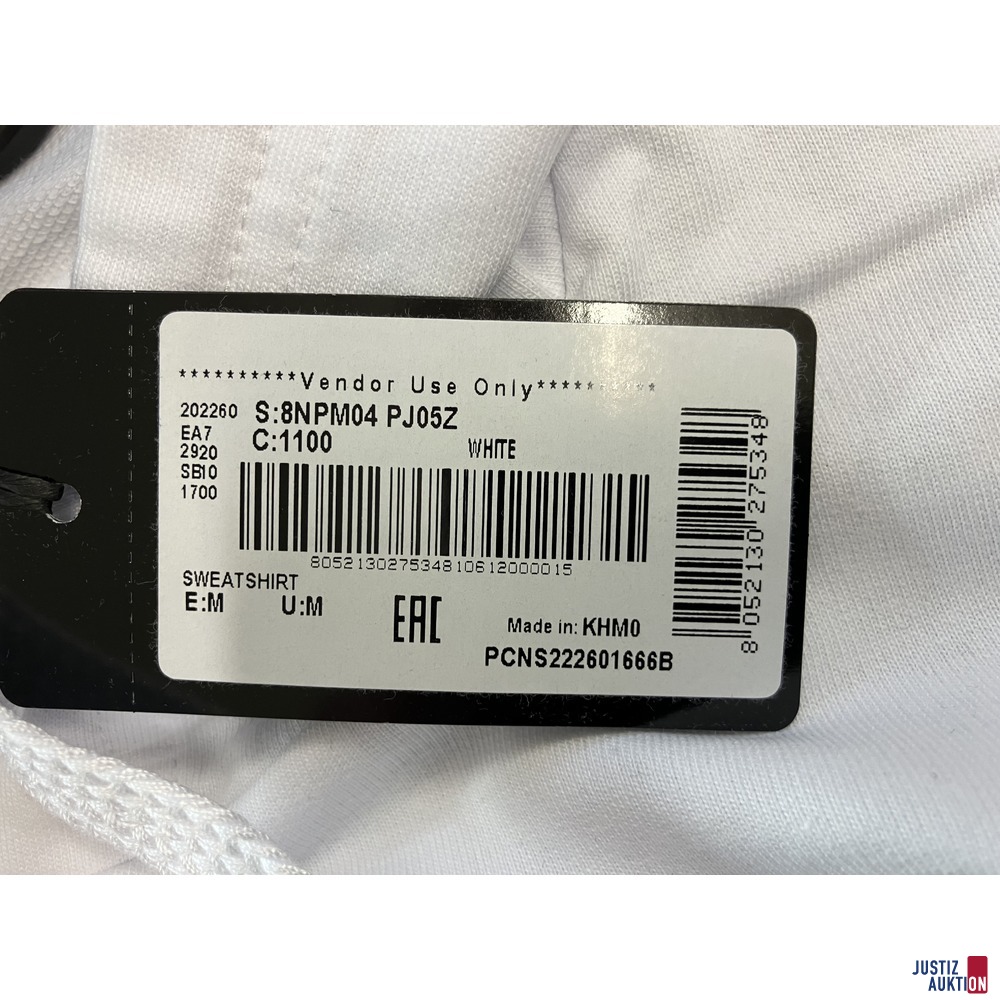 **********Vendor Use Only**********
202260 S:8NPM04 PJ05Z
EA7 C:1100 WHITE
2920
SB10
1700
805213027534810612000015
SWEATSHIRT
E:M U:M EAC
Made in: KHM0
PCNS222601666B
8 052130 275348
JUSTIZ
AUKTION